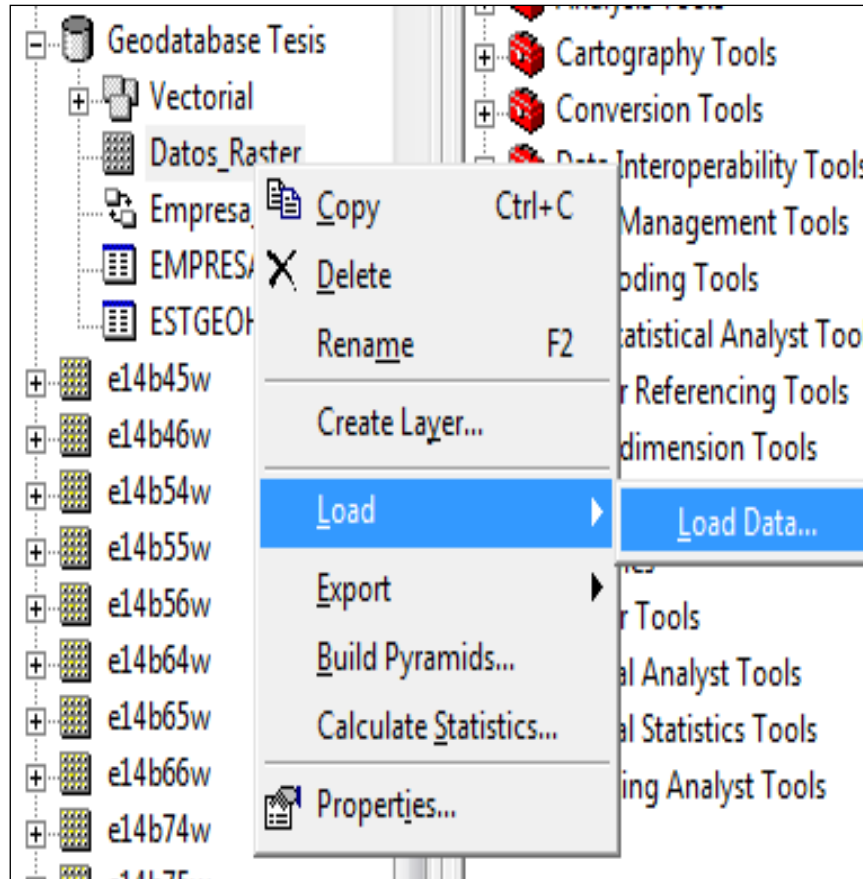 Geodatabase Tesis
Vectorial
Datos_Raster
Empresa_
EMPRESA
ESTGEOH
e14b45w
e14b46w
e14b54w
e14b55w
e14b56w
e14b64w
e14b65w
e14b66w
e14b74w
Copy Ctrl+C
Delete
Rename F2
Create Layer...
Load
Export
Build Pyramids...
Calculate Statistics...
Properties...
Load Data...
Cartography Tools
Conversion Tools
Data Interoperability Tools
Management Tools
oding Tools
tatistical Analyst Too
r Referencing Tools
dimension Tools
r Tools
al Analyst Tools
al Statistics Tools
ing Analyst Tools